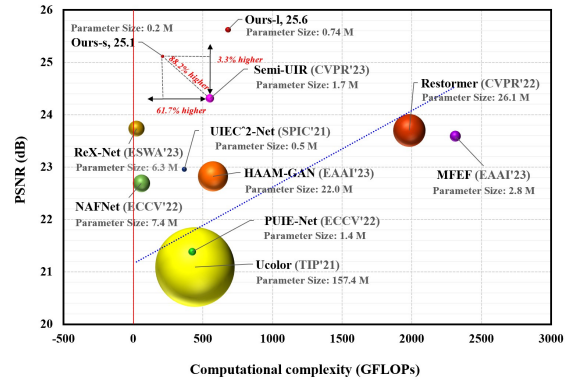 26
25
24
23
22
21
20
-500
0
500
1000
1500
2000
2500
3000
PSNR (dB)
Computational complexity (GFLOPs)
Parameter Size: 0.2 M
Ours-s, 25.1
Ours-l, 25.6
Parameter Size: 0.74 M
3.3% higher
88.2% higher
61.7% higher
Semi-UIR (CVPR'23)
Parameter Size: 1.7 M
Restormer (CVPR'22)
Parameter Size: 26.1 M
ReX-Net (ESWA'23)
Parameter Size: 6.3 M
UIEC^2-Net (SPIC'21)
Parameter Size: 0.5 M
HAAM-GAN (EAAI'23)
Parameter Size: 22.0 M
MFEF (EAAI'23)
Parameter Size: 2.8 M
NAFNet (ECCV'22)
Parameter Size: 7.4 M
PUIE-Net (ECCV'22)
Parameter Size: 1.4 M
Ucolor (TIP'21)
Parameter Size: 157.4 M